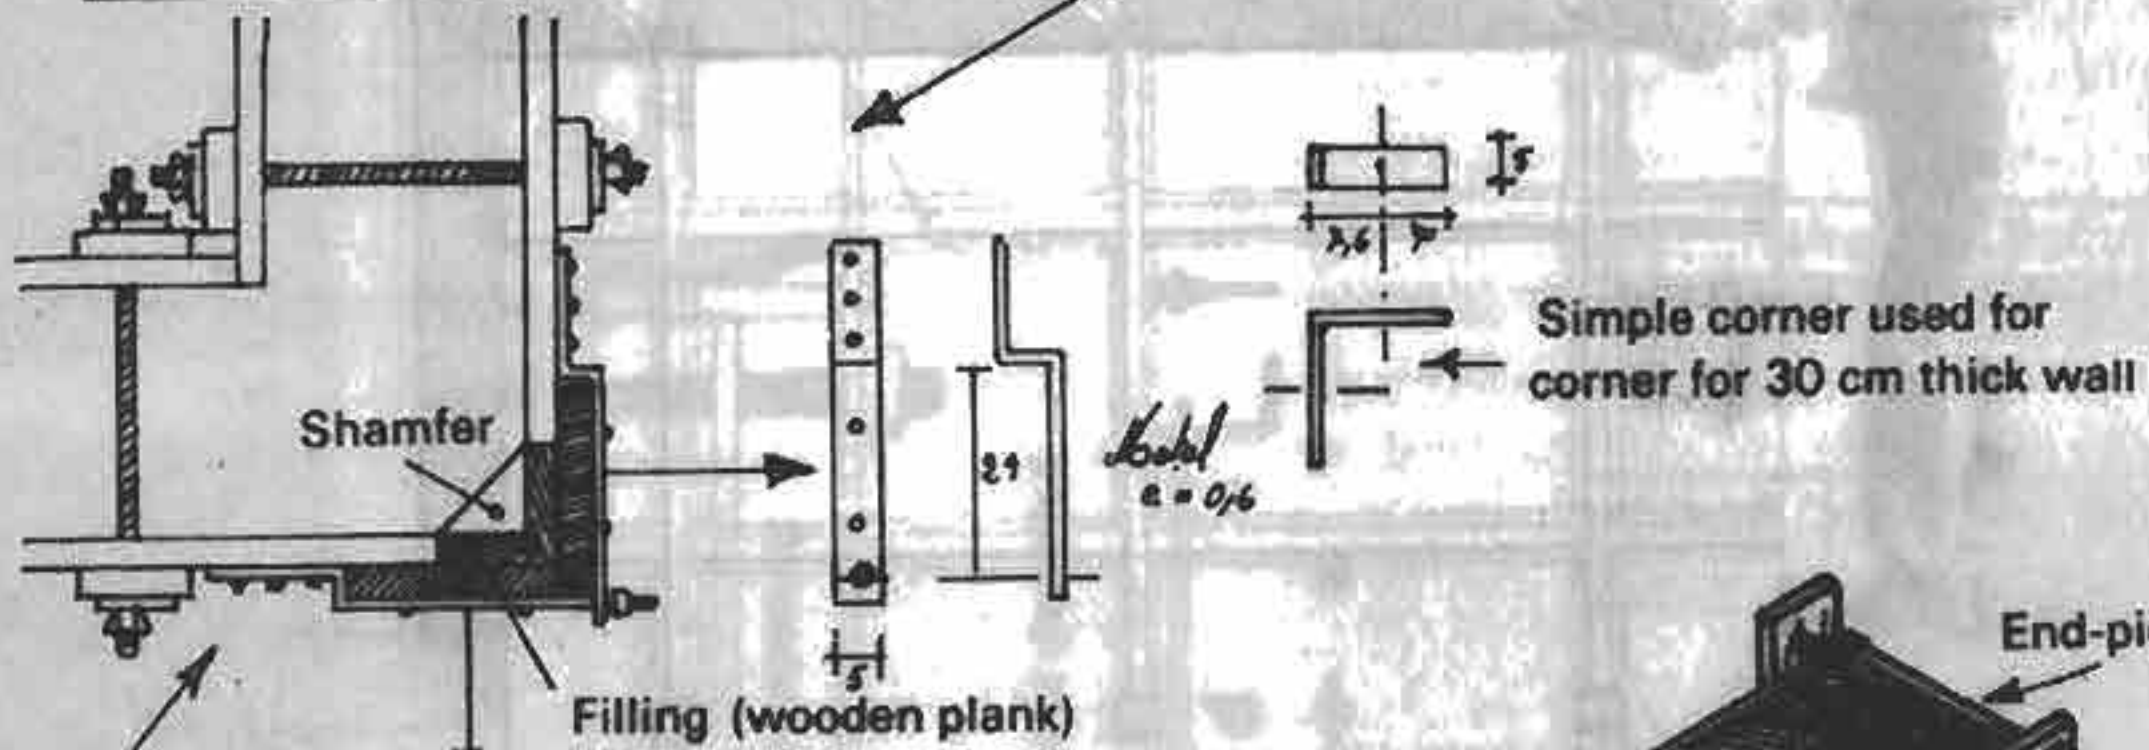 5
7
Simple corner used for
corner for 30 cm thick wall
Shamfer
e = 0,6
5
End-pi
Filling (wooden plank)